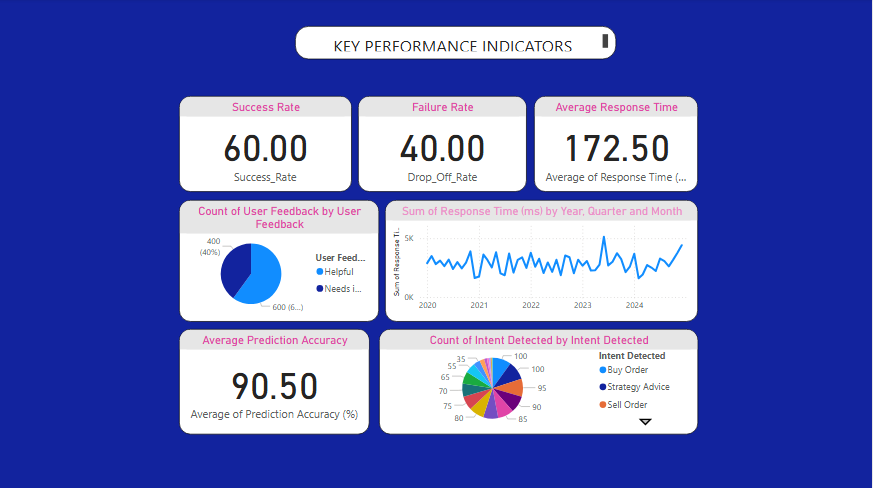 KEY PERFORMANCE INDICATORS
Success Rate
60.00
Success_Rate
Failure Rate
40.00
Drop_Off_Rate
Average Response Time
172.50
Average of Response Time (...
Count of User Feedback by User
Feedback
400
(40%)
600 (6...)
User Feed...
Helpful
Needs i...
Sum of Response Time (ms) by Year, Quarter and Month
Sum of Response Ti...
5K
0K
2020
2021
2022
2023
2024
Average Prediction Accuracy
90.50
Average of Prediction Accuracy (%)
Count of Intent Detected by Intent Detected
100
100
95
90
85
80
75
70
65
55
35
Intent Detected
Buy Order
Strategy Advice
Sell Order